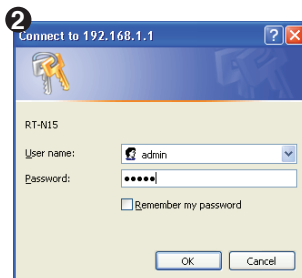 2
Connect to 192.168.1.1
RT-N15
User name: admin
Password: •••••
Remember my password
OK Cancel